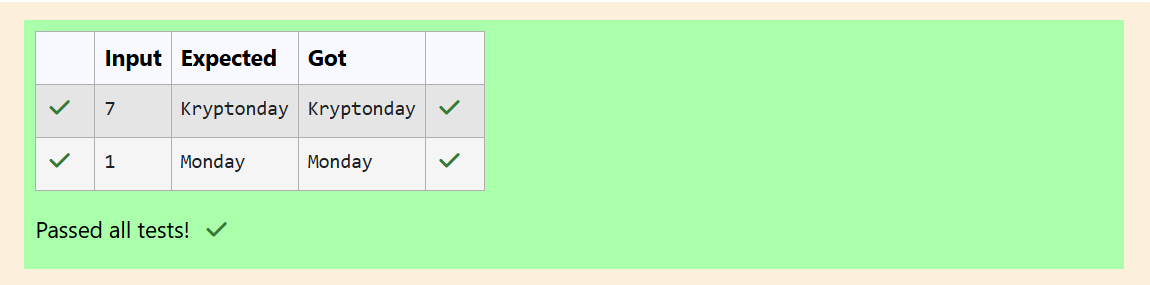 Input Expected Got
7 Kryptonday Kryptonday
1 Monday Monday
Passed all tests!